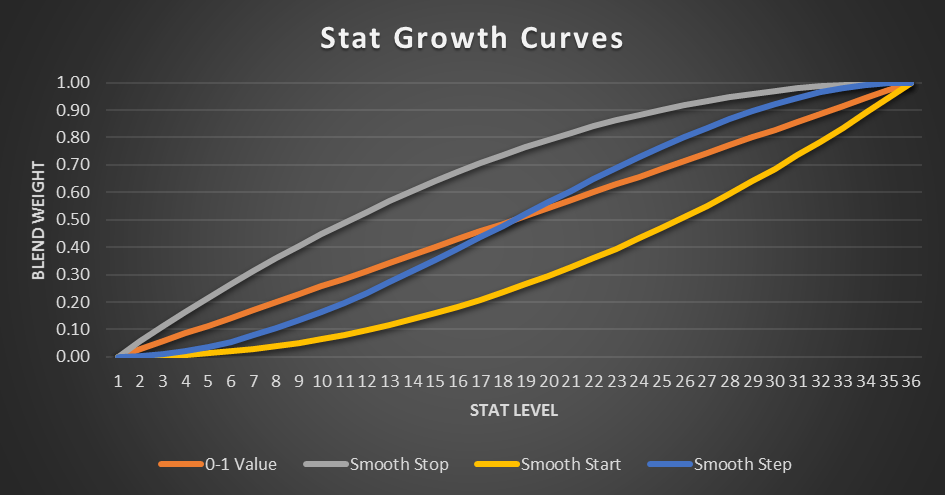 Stat Growth Curves
1.00
0.90
0.80
0.70
0.60
0.50
0.40
0.30
0.20
0.10
0.00
BLEND WEIGHT
1 2 3 4 5 6 7 8 9 10 11 12 13 14 15 16 17 18 19 20 21 22 23 24 25 26 27 28 29 30 31 32 33 34 35 36
STAT LEVEL
0-1 Value Smooth Stop Smooth Start Smooth Step